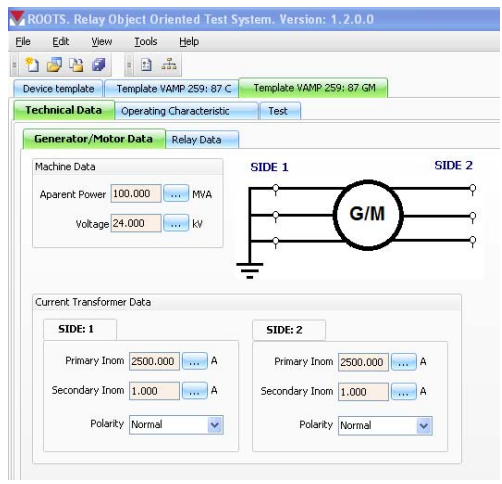 ROOTS. Relay Object Oriented Test System. Version: 1.2.0.0
File Edit View Tools Help
Device template Template VAMP 259: 87 C Template VAMP 259: 87 GM
Technical Data Operating Characteristic Test
Generator/Motor Data Relay Data
Machine Data
Aparent Power 100.000 ... MVA
Voltage 24.000 ... kV
SIDE 1 SIDE 2
G/M
Current Transformer Data
SIDE: 1
Primary Inom 2500.000 ... A
Secondary Inom 1.000 ... A
Polarity Normal
SIDE: 2
Primary Inom 2500.000 ... A
Secondary Inom 1.000 ... A
Polarity Normal